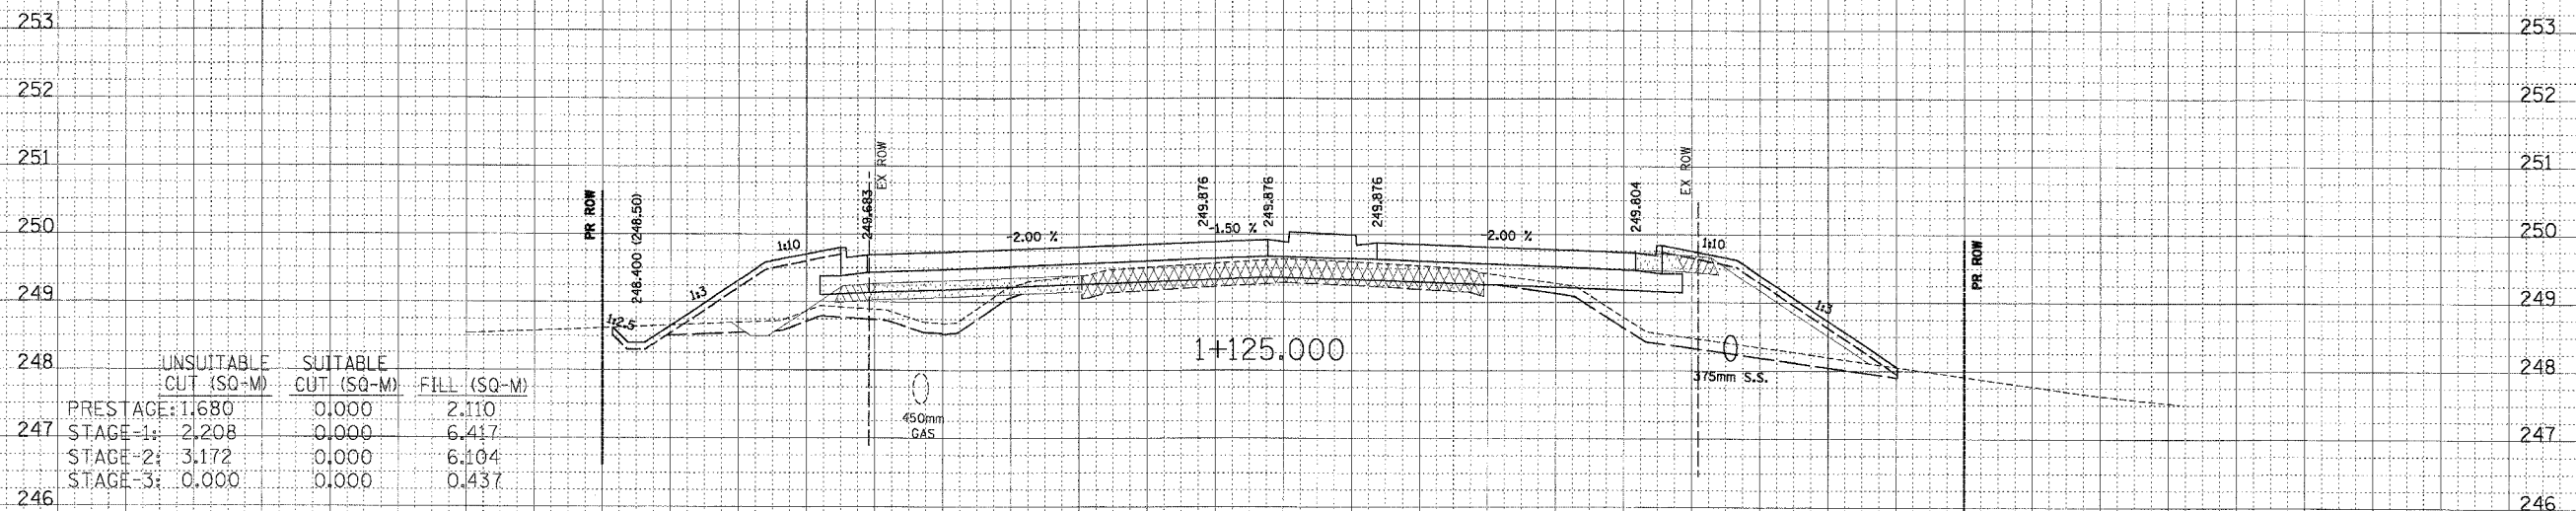 253 253
252 252
251 251
250 250
249 249
248 248
247 247
246 246
PR ROW
248.400 (248.50)
1:2.5
1:3
1:10
249.683
EX ROW
-2.00 %
249.876
-1.50 %
249.876
249.876
-2.00 %
249.804
EX ROW
1:10
1:3
PR ROW
1+125.000
450mm
GAS
375mm S.S.
UNSUITABLE SUITABLE
CUT (SQ-M) CUT (SQ-M) FILL (SQ-M)
PRESTAGE: 1.680 0.000 2.110
STAGE-1: 2.208 0.000 6.417
STAGE-2: 3.172 0.000 6.104
STAGE-3: 0.000 0.000 0.437